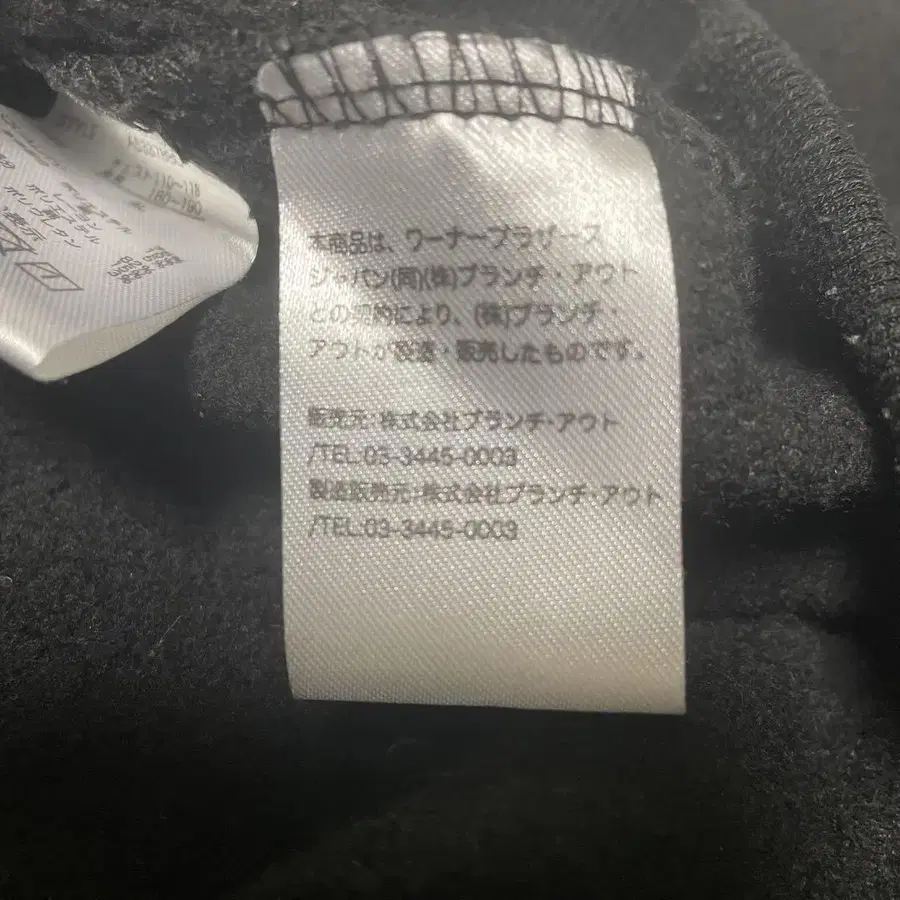 本商品は、ワーナーブラザース
ジャパン(同)(株)ブランチ・アウト
との契約により、(株)ブランチ・
アウトが製造・販売したものです。
販売元:株式会社ブランチ・アウト
/TEL:03-3445-0003
製造販売元:株式会社ブランチ・アウト
/TEL:03-3445-0003
110-118